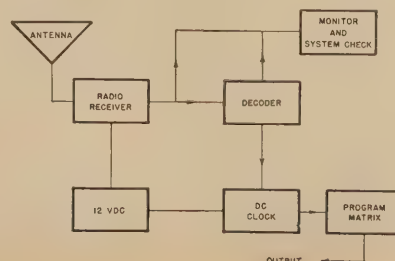 ANTENNA
MONITOR
AND
SYSTEM CHECK
RADIO
RECEIVER
DECODER
12 VDC
DC
CLOCK
PROGRAM
MATRIX
OUTPUT